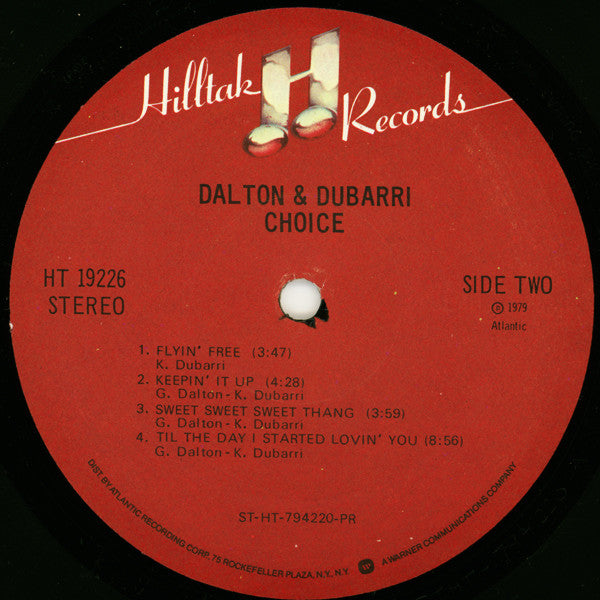 Hilltak Records
DALTON & DUBARRI
CHOICE
HT 19226
STEREO
SIDE TWO
℗ 1979
Atlantic
1. FLYIN' FREE (3:47)
K. Dubarri
2. KEEPIN' IT UP (4:28)
G. Dalton - K. Dubarri
3. SWEET SWEET SWEET THANG (3:59)
G. Dalton - K. Dubarri
4. 'TIL THE DAY I STARTED LOVIN' YOU (8:56)
G. Dalton - K. Dubarri
ST-HT-794220-PR
DIST. BY ATLANTIC RECORDING CORP. 75 ROCKEFELLER PLAZA, N.Y., N.Y. A WARNER COMMUNICATIONS COMPANY